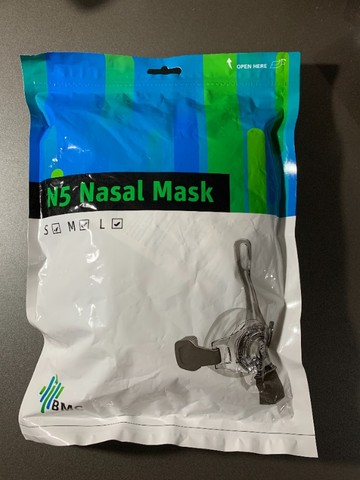 OPEN HERE
N5 Nasal Mask
S M L
BMC